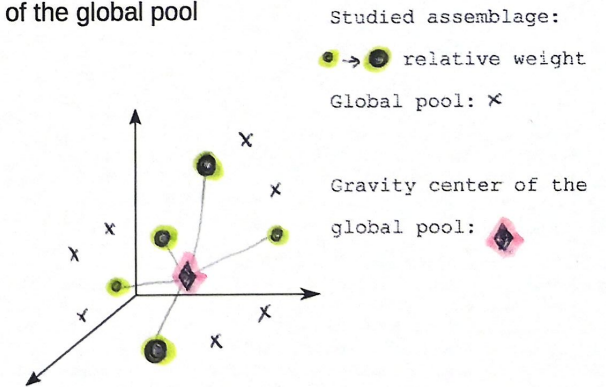 of the global pool
Studied assemblage:
relative weight
Global pool: x
Gravity center of the
global pool: